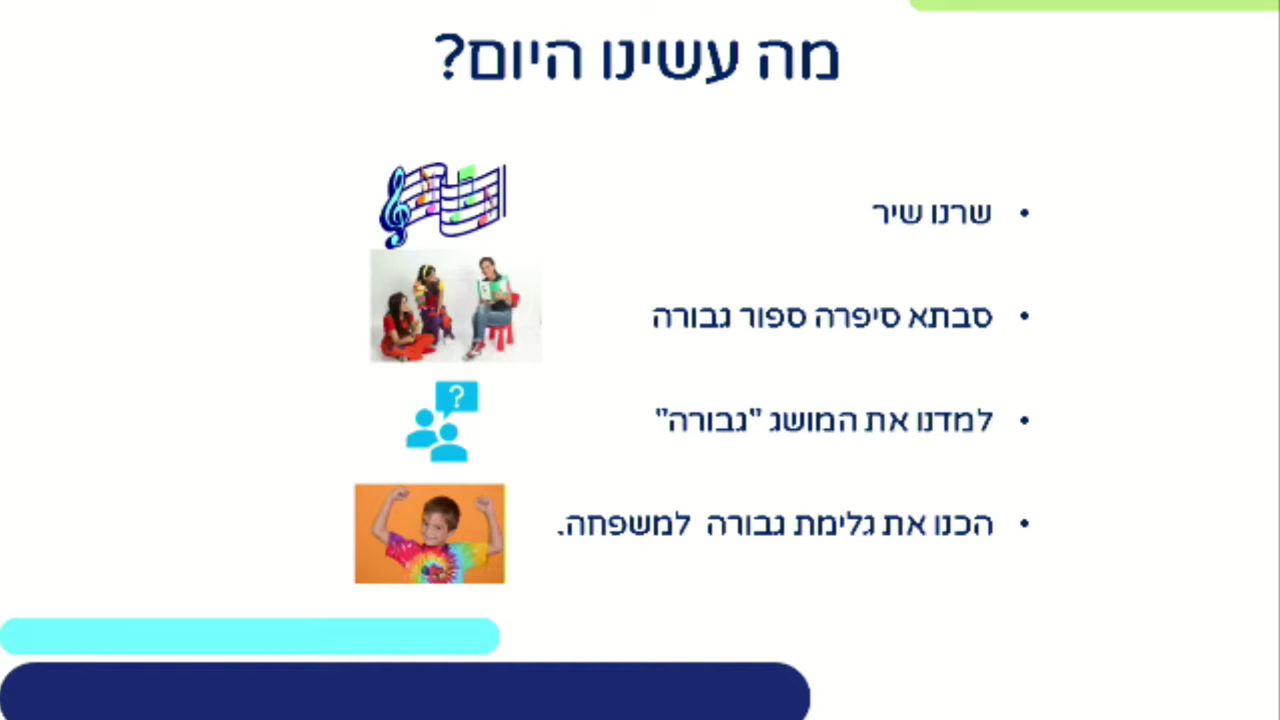 מה עשינו היום?
• שרנו שיר
• סבתא סיפרה ספור גבורה
• למדנו את המושג "גבורה"
• הכנו את גלימת גבורה למשפחה.
?